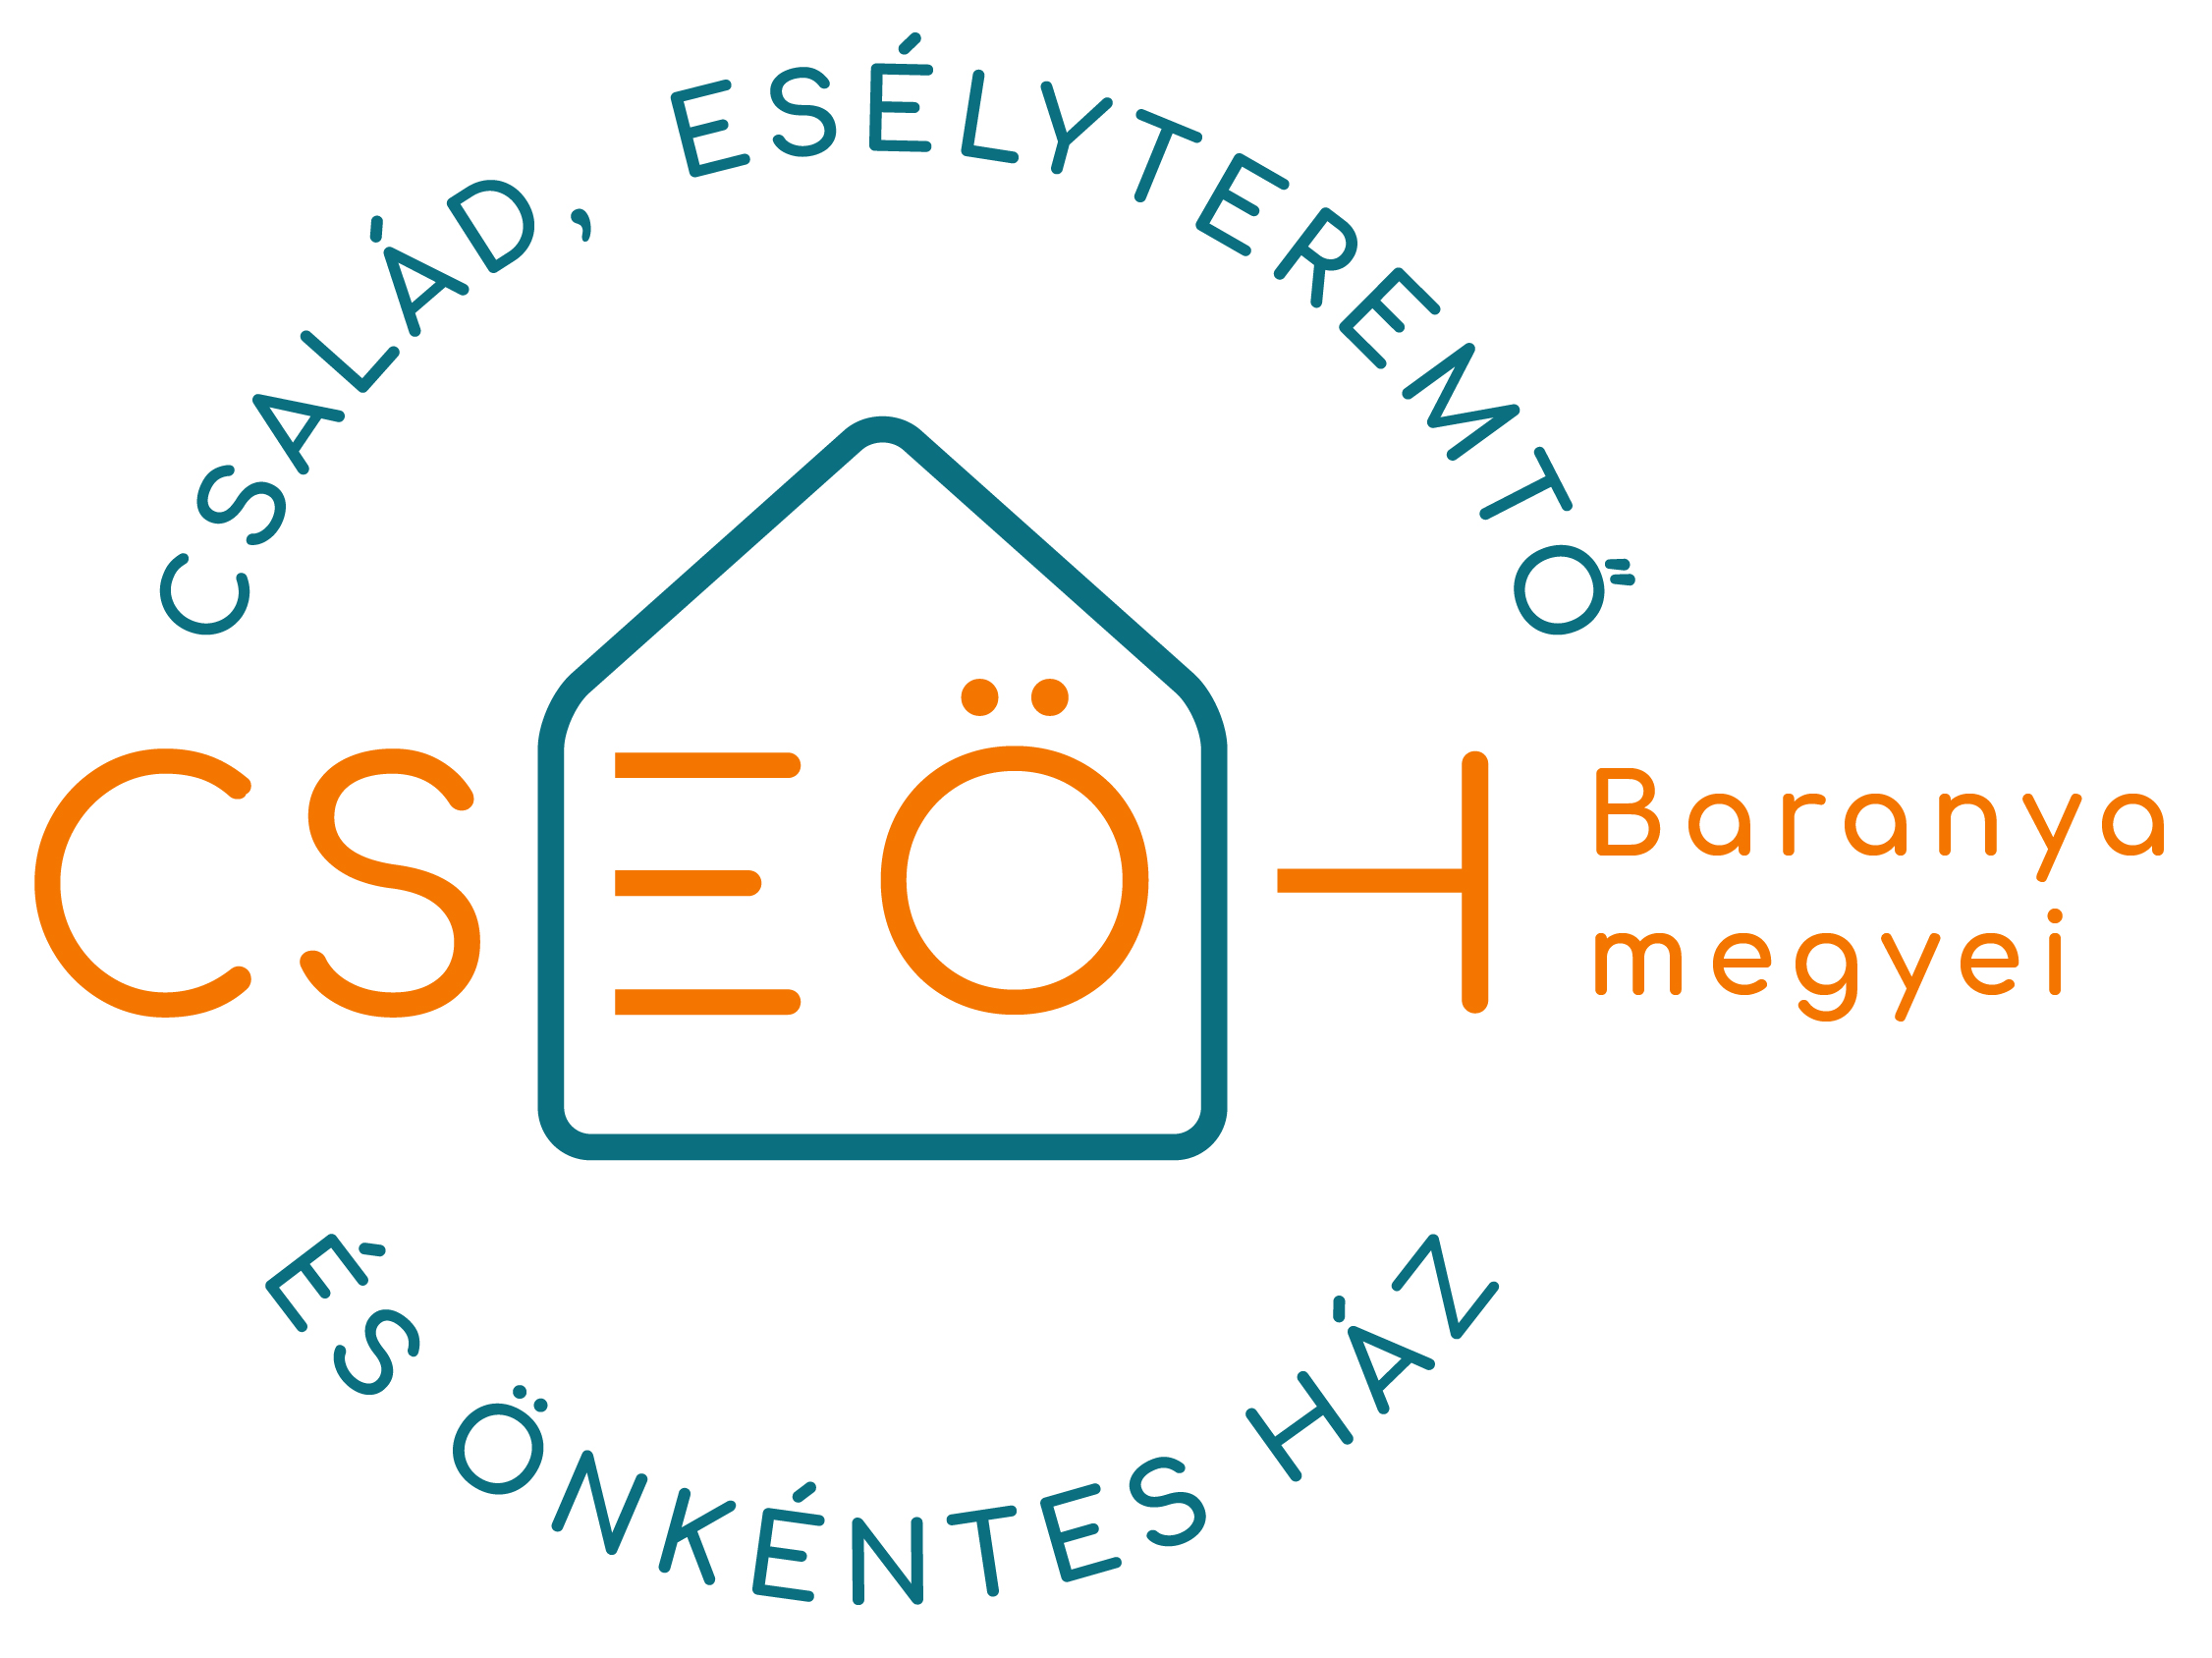 CSALÁD, ESÉLYTEREMTŐ
CSEÖH
Baranya
megyei
ÉS ÖNKÉNTES HÁZ